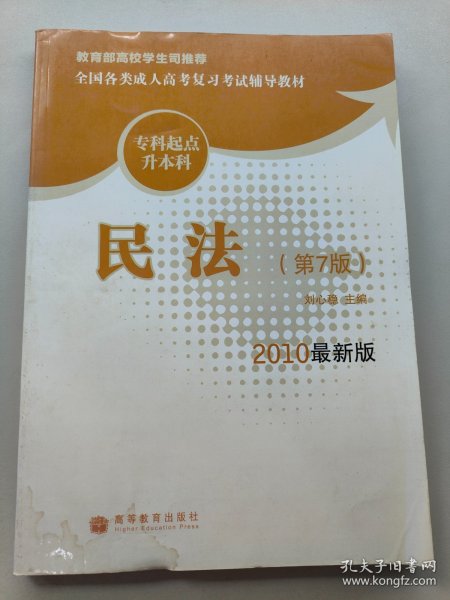 教育部高校学生司推荐
全国各类成人高考复习考试辅导教材
专科起点
升本科
民法
（第7版）
刘心稳 主编
2010最新版
高等教育出版社
Higher Education Press
孔夫子旧书网
www.kongfz.com